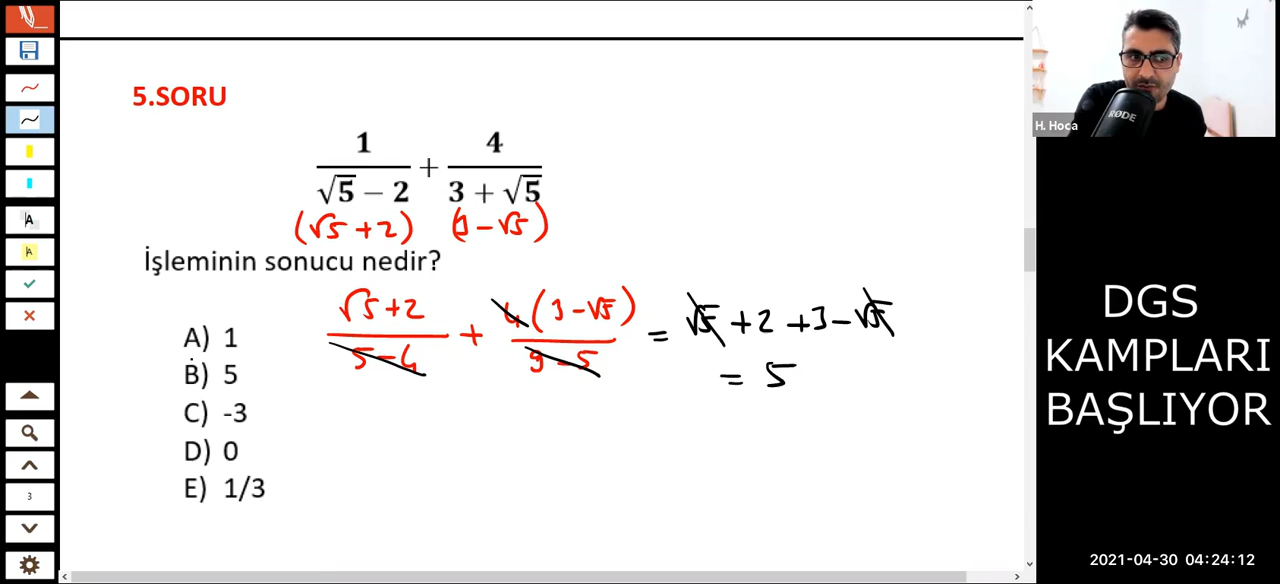 5.SORU
1/(√5 − 2) + 4/(3 + √5)
(√5 + 2) (3 − √5)
İşleminin sonucu nedir?
(√5 + 2)/(5 − 4) + 4(3 − √5)/(9 − 5) = √5 + 2 + 3 − √5
= 5
A) 1
B) 5
C) -3
D) 0
E) 1/3
H. Hoca
RØDE
DGS
KAMPLARI
BAŞLIYOR
2021-04-30 04:24:12
A
A
3